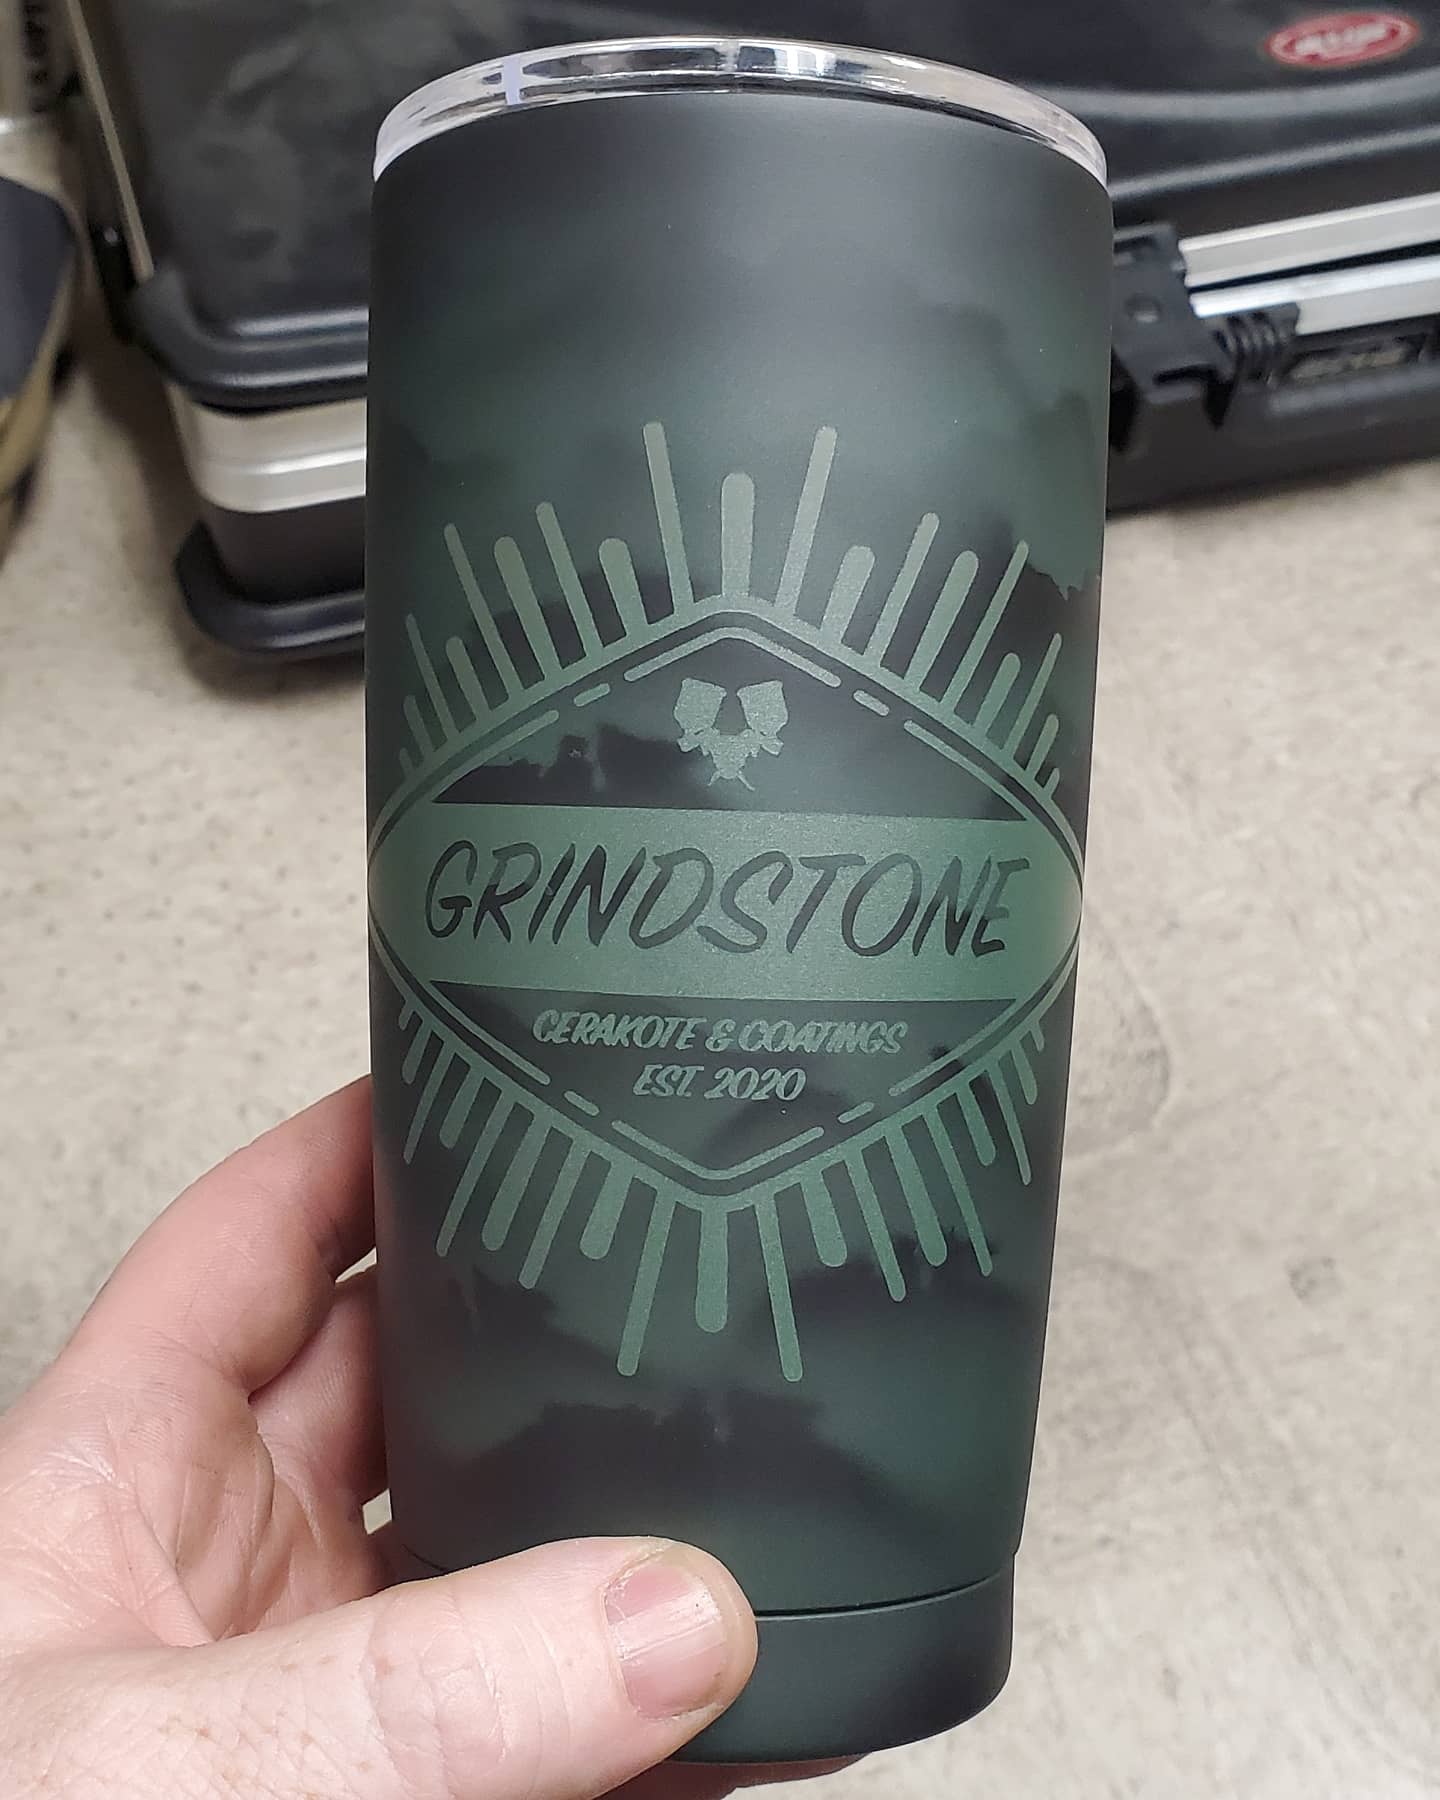 GRINDSTONE
CERAKOTE & COATINGS
EST. 2020